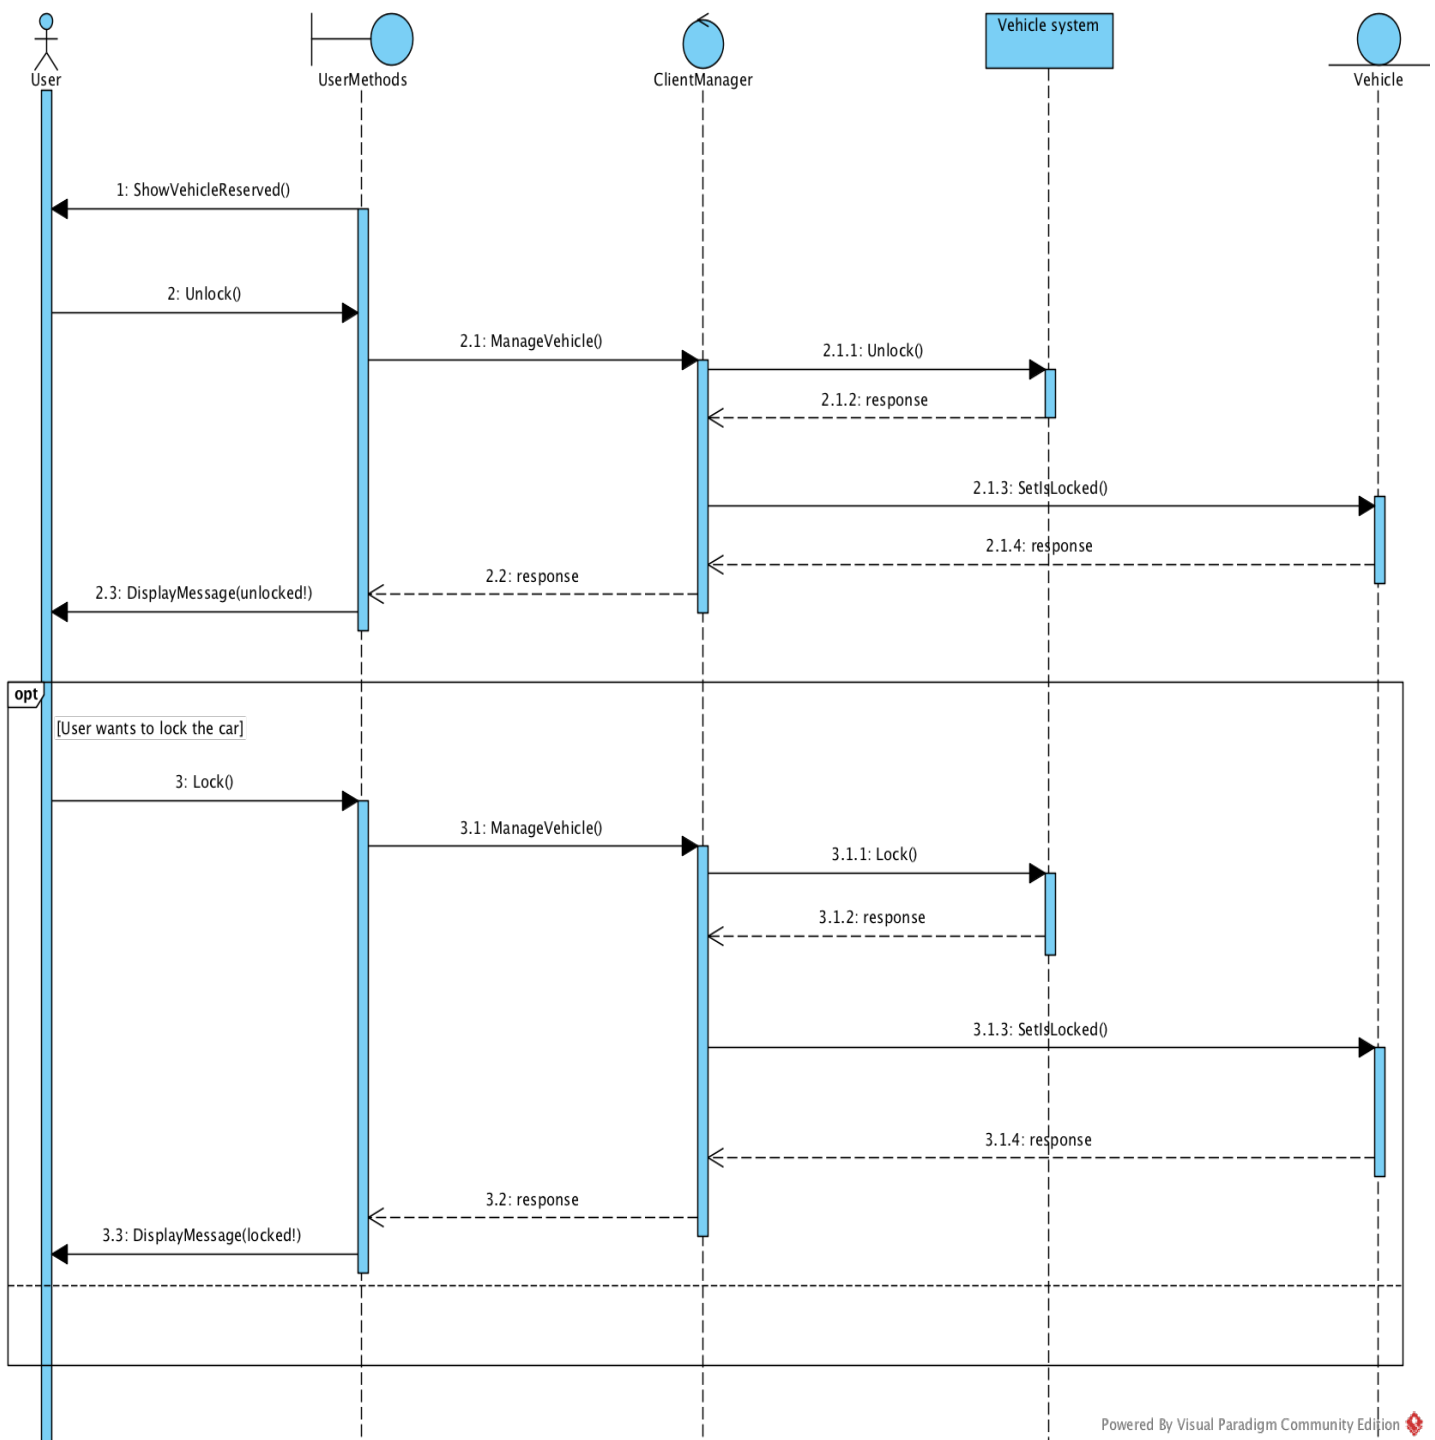 User
UserMethods
ClientManager
Vehicle system
Vehicle
1: ShowVehicleReserved()
2: Unlock()
2.1: ManageVehicle()
2.1.1: Unlock()
2.1.2: response
2.1.3: SetIsLocked()
2.1.4: response
2.2: response
2.3: DisplayMessage(unlocked!)
opt
[User wants to lock the car]
3: Lock()
3.1: ManageVehicle()
3.1.1: Lock()
3.1.2: response
3.1.3: SetIsLocked()
3.1.4: response
3.2: response
3.3: DisplayMessage(locked!)
Powered By Visual Paradigm Community Edition